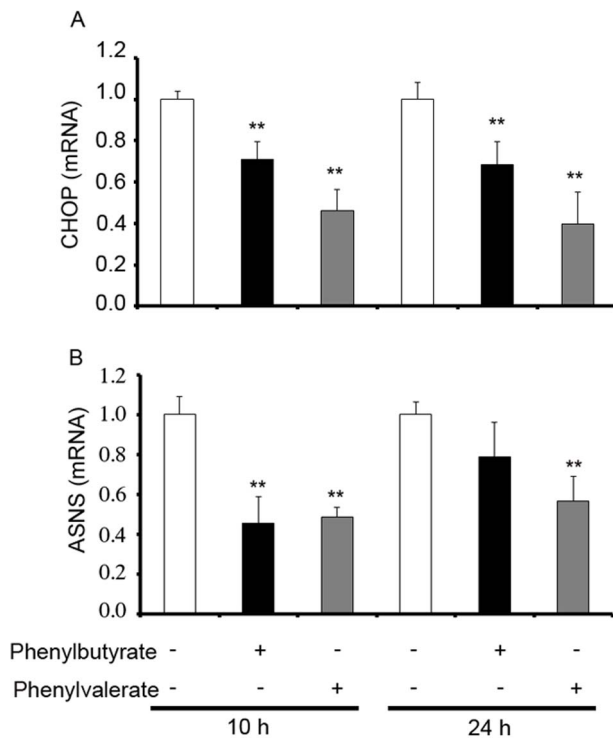 A
CHOP (mRNA)
1.2
1.0
0.8
0.6
0.4
0.2
0.0
** ** ** **
B
ASNS (mRNA)
1.2
1.0
0.8
0.6
0.4
0.2
0.0
** ** **
Phenylbutyrate - + - - + -
Phenylvalerate - - + - - +
10 h 24 h